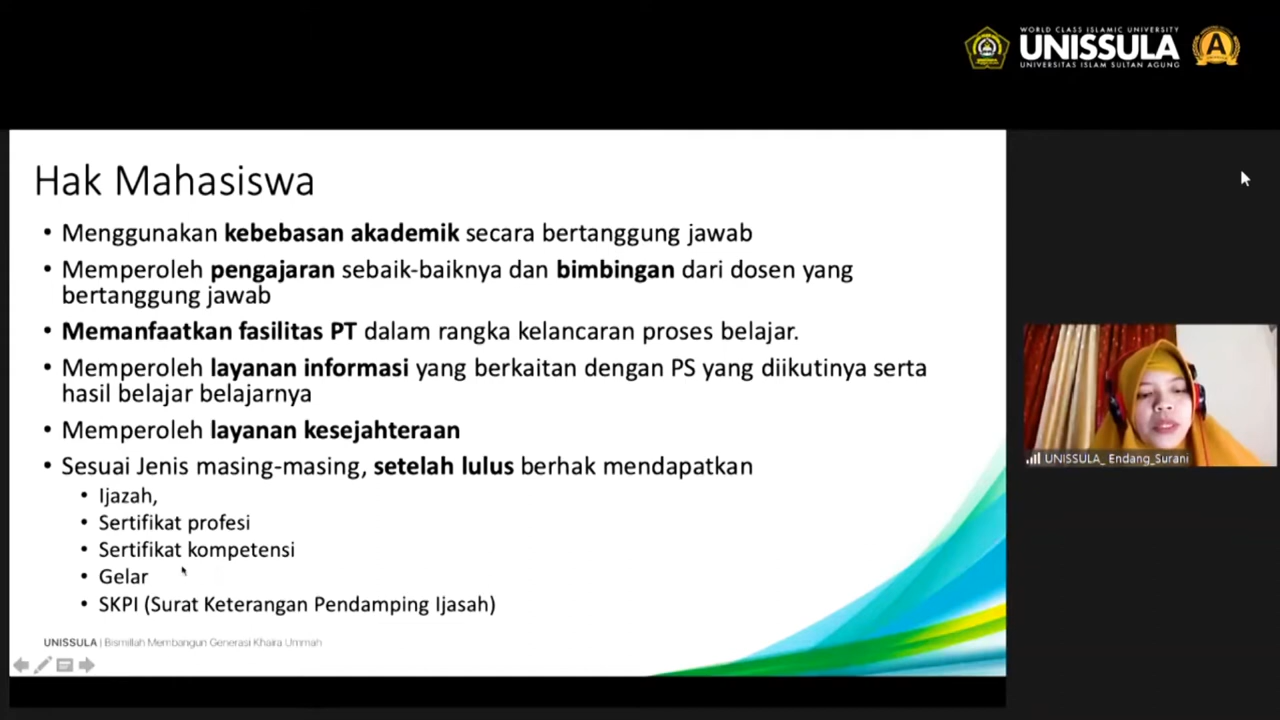 WORLD CLASS ISLAMIC UNIVERSITY
UNISSULA
UNIVERSITAS ISLAM SULTAN AGUNG
A
Hak Mahasiswa
• Menggunakan kebebasan akademik secara bertanggung jawab
• Memperoleh pengajaran sebaik-baiknya dan bimbingan dari dosen yang
bertanggung jawab
• Memanfaatkan fasilitas PT dalam rangka kelancaran proses belajar.
• Memperoleh layanan informasi yang berkaitan dengan PS yang diikutinya serta
hasil belajar belajarnya
• Memperoleh layanan kesejahteraan
• Sesuai Jenis masing-masing, setelah lulus berhak mendapatkan
• Ijazah,
• Sertifikat profesi
• Sertifikat kompetensi
• Gelar
• SKPI (Surat Keterangan Pendamping Ijasah)
UNISSULA | Bismillah Membangun Generasi Khaira Ummah
UNISSULA_ Endang_Surani